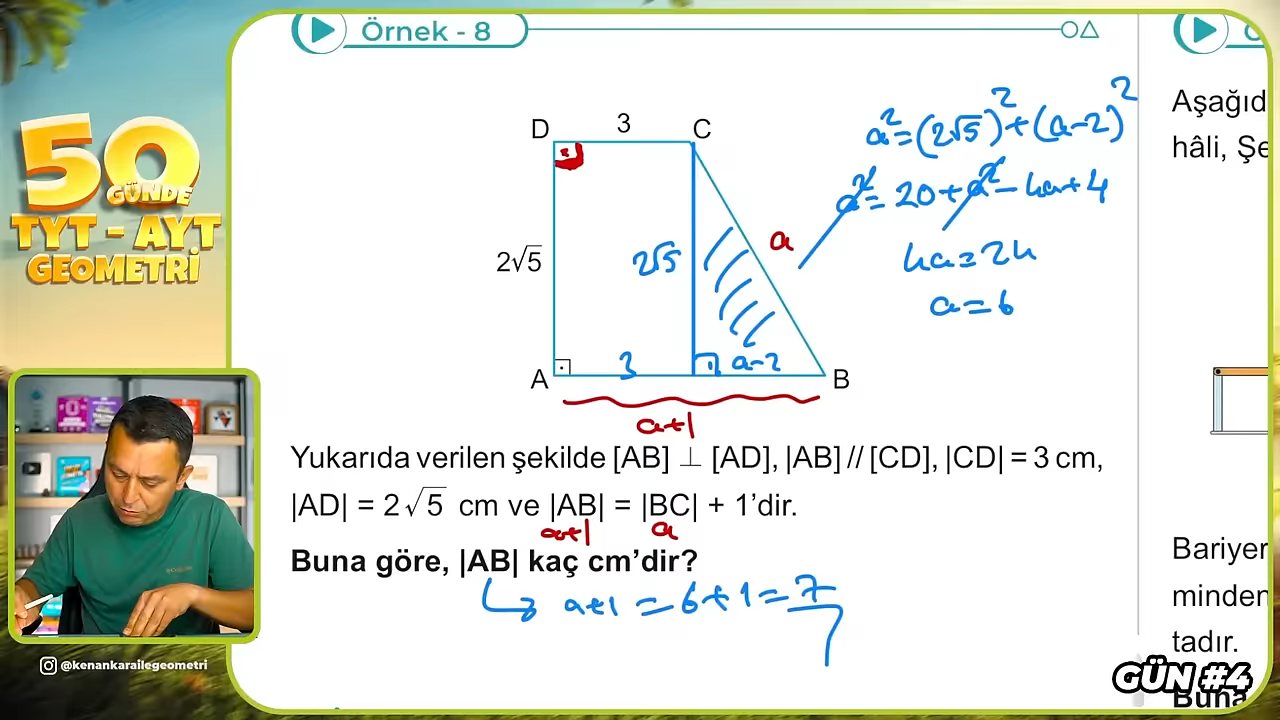 Örnek - 8
50
GÜNDE
TYT - AYT
GEOMETRİ
D 3 C
2√5
2√5
a
A 3 a-2 B
a+1
a²=(2√5)²+(a-2)²
a²=20+a²-4a+4
4a=24
a=6
Yukarıda verilen şekilde [AB] ⊥ [AD], |AB| // [CD], |CD| = 3 cm,
|AD| = 2√5 cm ve |AB| = |BC| + 1'dir.
a+1 a
Buna göre, |AB| kaç cm'dir?
a+1=6+1=7
Aşağıd
hâli, Şe
Bariyer
minden
tadır.
Buna
GÜN #4
@kenankarailegeometri